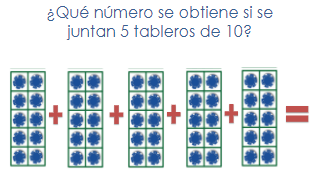 ¿Qué número se obtiene si se
juntan 5 tableros de 10?
+ + + + =